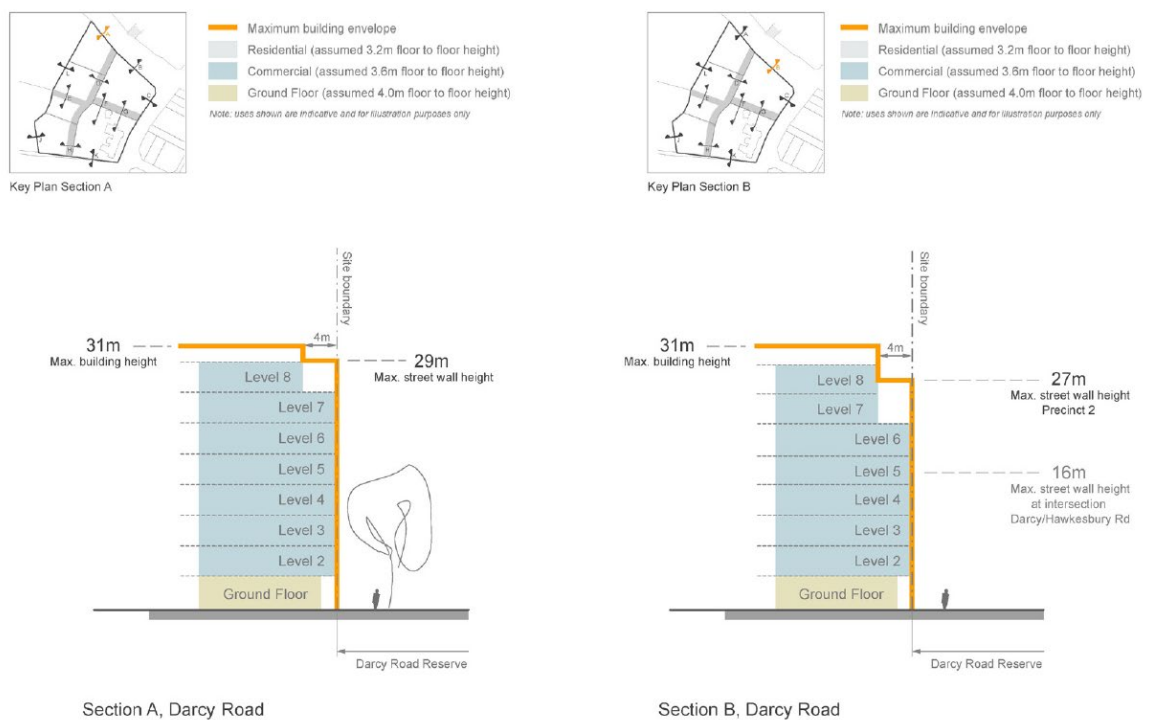 Maximum building envelope
Residential (assumed 3.2m floor to floor height)
Commercial (assumed 3.6m floor to floor height)
Ground Floor (assumed 4.0m floor to floor height)
Note: uses shown are indicative and for illustration purposes only
Key Plan Section A
Site boundary
4m
31m
Max. building height
29m
Max. street wall height
Level 8
Level 7
Level 6
Level 5
Level 4
Level 3
Level 2
Ground Floor
Darcy Road Reserve
Section A, Darcy Road
Maximum building envelope
Residential (assumed 3.2m floor to floor height)
Commercial (assumed 3.6m floor to floor height)
Ground Floor (assumed 4.0m floor to floor height)
Note: uses shown are indicative and for illustration purposes only
Key Plan Section B
Site boundary
4m
31m
Max. building height
27m
Max. street wall height
Precinct 2
16m
Max. street wall height
at intersection
Darcy/Hawkesbury Rd
Level 8
Level 7
Level 6
Level 5
Level 4
Level 3
Level 2
Ground Floor
Darcy Road Reserve
Section B, Darcy Road